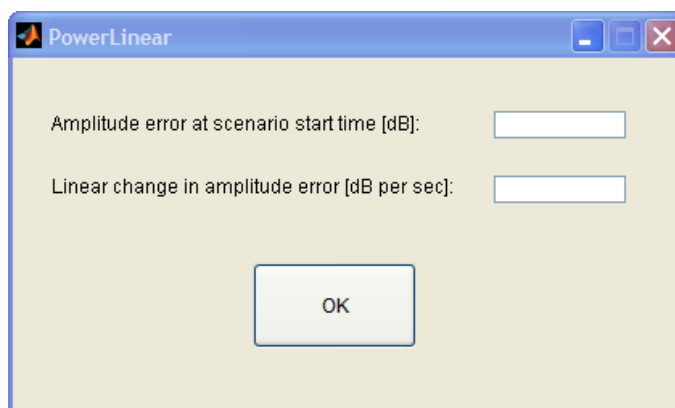 PowerLinear
Amplitude error at scenario start time [dB]:
Linear change in amplitude error [dB per sec]:
OK